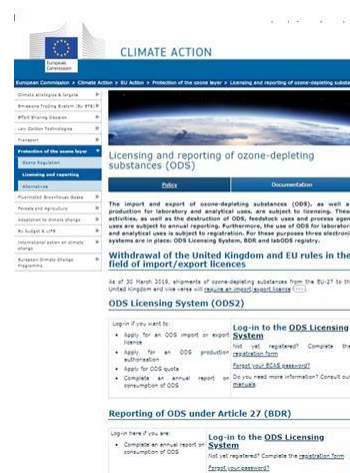 European
Commission
CLIMATE ACTION
European Commission > Climate Action > EU Action > Protection of the ozone layer > Licensing and reporting of ozone-depleting substa
Climate strategies & targets
Emissions Trading System (EU ETS)
Effort Sharing Decision
Low Carbon Technologies
Transport
Protection of the ozone layer
Ozone Regulation
Licensing and reporting
Alternatives
Fluorinated Greenhouse Gases
Forests and Agriculture
Adaptation to climate change
EU budget & LIFE
International action on climate
change
European Climate Change
Programme
Licensing and reporting of ozone-depleting
substances (ODS)
Policy
Documentation
The import and export of ozone-depleting substances (ODS), as well a
production for laboratory and analytical uses, are subject to licensing. These
activities, as well as the destruction of ODS, feedstock uses and process agen
uses are subject to annual reporting. Furthermore, the use of ODS for laborator
and analytical uses is subject to registration. For these purposes three electroni
systems are in place: ODS Licensing System, BDR and labODS registry.
Withdrawal of the United Kingdom and EU rules in the
field of import/export licences
As of 30 March 2019, shipments of ozone-depleting substances from the EU-27 to th
United Kingdom and vice versa will require an import/export licence
ODS Licensing System (ODS2)
Log-in if you want to:
• Apply for an ODS import or export
licence
• Apply for an ODS production
authorisation
• Apply for ODS quota
• Complete an annual report on
consumption of ODS
Log-in to the ODS Licensing
System
Not yet registered? Complete the
registration form
Forgot your ECAS password?
Do you need more information? Consult our
manuals
Reporting of ODS under Article 27 (BDR)
Log-in here if you are:
• Complete an annual report on
consumption of ODS
Log-in to the ODS Licensing
System
Not yet registered? Complete the registration form
Forgot your password?